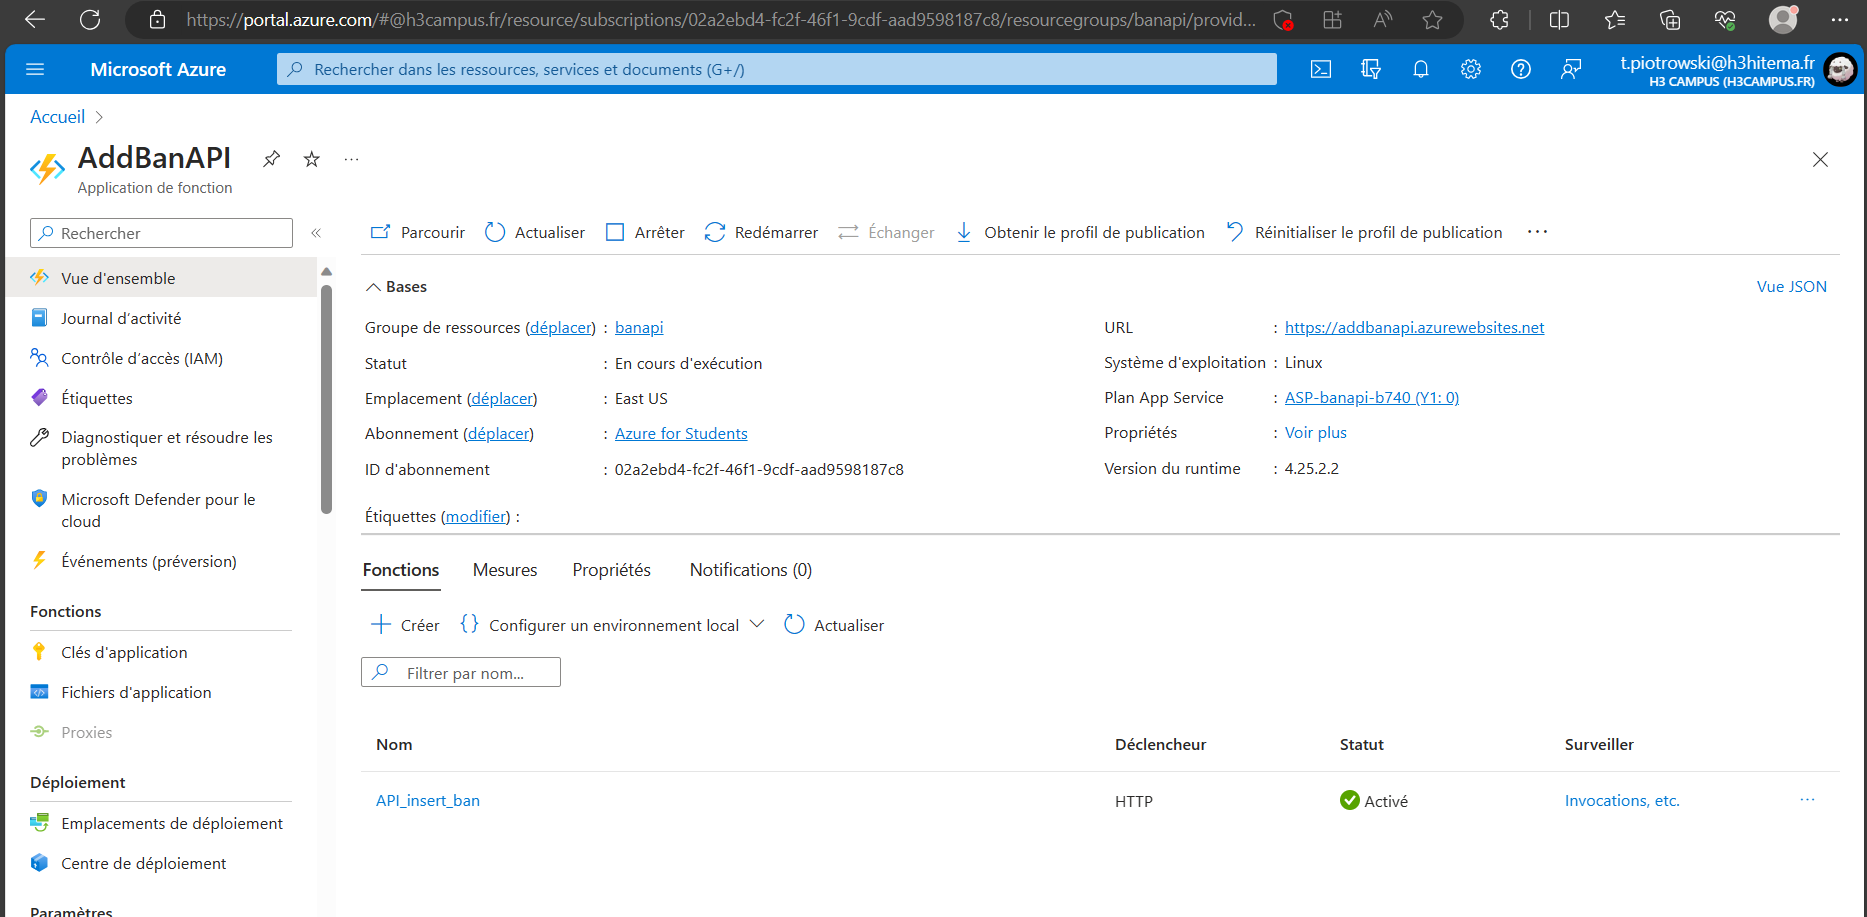 https://portal.azure.com/#@h3campus.fr/resource/subscriptions/02a2ebd4-fc2f-46f1-9cdf-aad9598187c8/resourcegroups/banapi/provid...
Microsoft Azure
Rechercher dans les ressources, services et documents (G+/)
t.piotrowski@h3hitema.fr
H3 CAMPUS (H3CAMPUS.FR)
Accueil
AddBanAPI
Application de fonction
Rechercher
Vue d'ensemble
Journal d’activité
Contrôle d’accès (IAM)
Étiquettes
Diagnostiquer et résoudre les
problèmes
Microsoft Defender pour le
cloud
Événements (préversion)
Fonctions
Clés d'application
Fichiers d'application
Proxies
Déploiement
Emplacements de déploiement
Centre de déploiement
Paramètres
Parcourir Actualiser Arrêter Redémarrer Échanger Obtenir le profil de publication Réinitialiser le profil de publication
Bases
Vue JSON
Groupe de ressources (déplacer) : banapi
Statut : En cours d'exécution
Emplacement (déplacer) : East US
Abonnement (déplacer) : Azure for Students
ID d'abonnement : 02a2ebd4-fc2f-46f1-9cdf-aad9598187c8
URL : https://addbanapi.azurewebsites.net
Système d'exploitation : Linux
Plan App Service : ASP-banapi-b740 (Y1: 0)
Propriétés : Voir plus
Version du runtime : 4.25.2.2
Étiquettes (modifier) :
Fonctions Mesures Propriétés Notifications (0)
Créer Configurer un environnement local Actualiser
Filtrer par nom...
Nom Déclencheur Statut Surveiller
API_insert_ban HTTP Activé Invocations, etc.